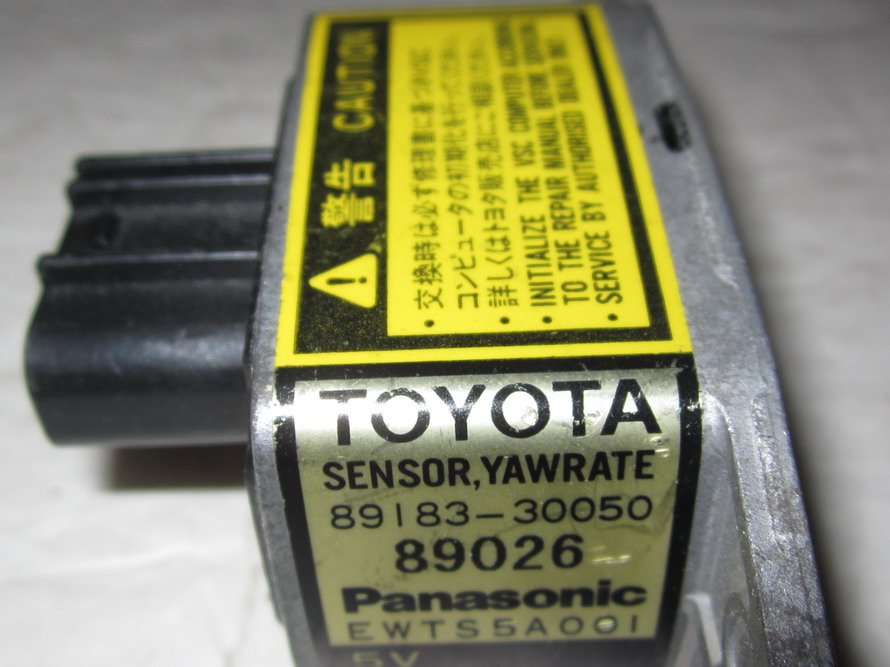 警告 CAUTION
・交換時は必ず修理書に基づきVSC
コンピュータの初期化を行ってください。
・詳しくはトヨタ販売店にご相談ください。
・INITIALIZE THE VSC COMPUTER ACCORDING
TO THE REPAIR MANUAL BEFORE
・SERVICE BY AUTHORISED DEALER ONLY
TOYOTA
SENSOR,YAWRATE
89183-30050
89026
Panasonic
EWTS5A001
5V